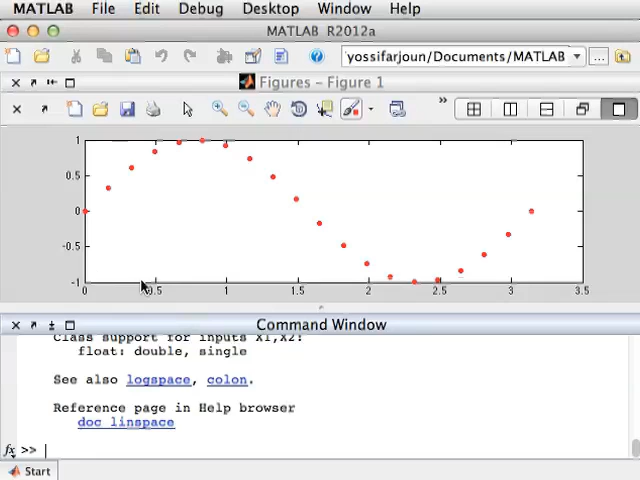 MATLAB File Edit Debug Desktop Window Help
MATLAB R2012a
yossifarjoun/Documents/MATLAB ...
Figures – Figure 1
1
0.5
0
-0.5
-1
0 0.5 1 1.5 2 2.5 3 3.5
Command Window
Class support for inputs X1,X2:
float: double, single
See also logspace, colon.
Reference page in Help browser
doc linspace
fx >>
Start